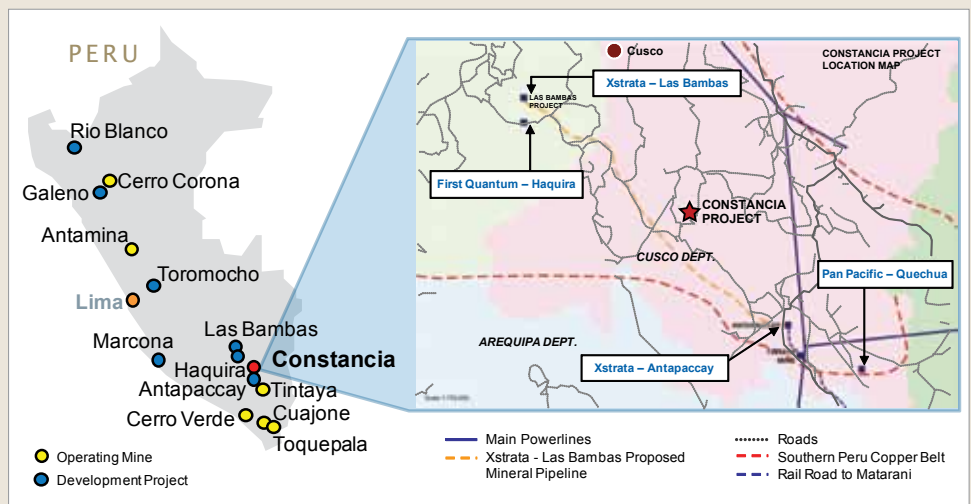 PERU
Rio Blanco
Cerro Corona
Galeno
Antamina
Toromocho
Lima
Las Bambas
Marcona
Constancia
Haquira
Antapaccay
Tintaya
Cerro Verde
Cuajone
Toquepala
Operating Mine
Development Project
Cusco
CONSTANCIA PROJECT
LOCATION MAP
Xstrata – Las Bambas
LAS BAMBAS
PROJECT
First Quantum – Haquira
CONSTANCIA
PROJECT
CUSCO DEPT.
Pan Pacific – Quechua
AREQUIPA DEPT.
Xstrata – Antapaccay
Main Powerlines
Xstrata - Las Bambas Proposed
Mineral Pipeline
Roads
Southern Peru Copper Belt
Rail Road to Matarani